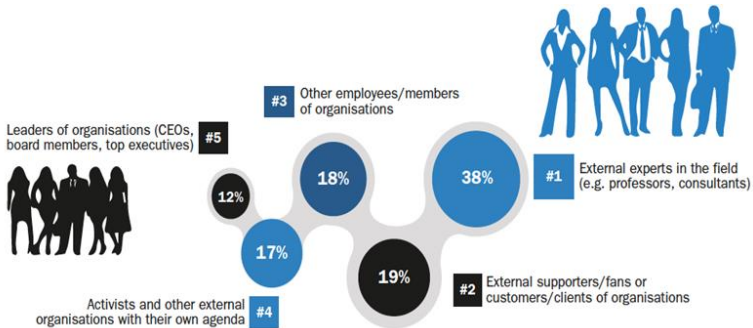 #3
Other employees/members
of organisations
Leaders of organisations (CEOs,
board members, top executives)
#5
12%
18%
38%
#1
External experts in the field
(e.g. professors, consultants)
17%
19%
#2
External supporters/fans or
customers/clients of organisations
Activists and other external
organisations with their own agenda
#4